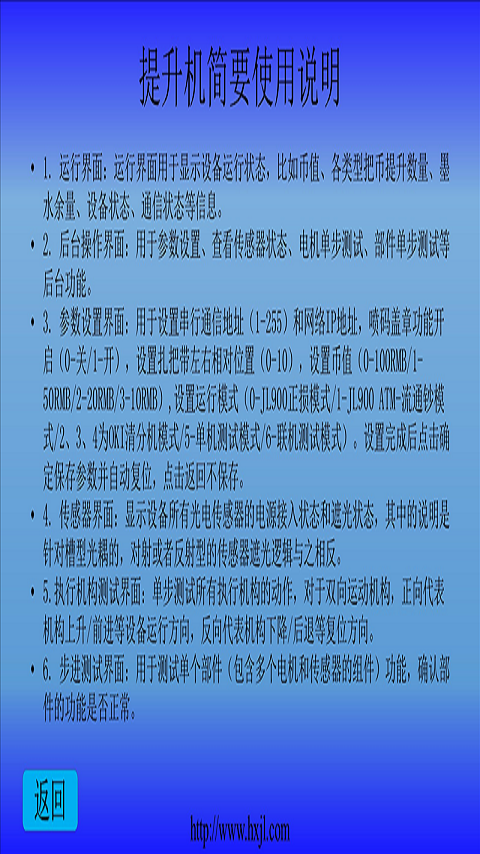 提升机简要使用说明
• 1. 运行界面：运行界面用于显示设备运行状态，比如币值、各类型把币提升数量、墨
水余量、设备状态、通信状态等信息。
• 2. 后台操作界面：用于参数设置、查看传感器状态、电机单步测试、部件单步测试等
后台功能。
• 3. 参数设置界面：用于设置串行通信地址（1-255）和网络IP地址，喷码盖章功能开
启（0-关/1-开），设置扎把带左右相对位置（0-10），设置币值（0-100RMB/1-
50RMB/2-20RMB/3-10RMB）,设置运行模式（0-JL900正损模式/1-JL900 ATM-流通钞模
式/2、3、4为OKI清分机模式/5-单机测试模式/6-联机测试模式）。设置完成后点击确
定保存参数并自动复位，点击返回不保存。
• 4. 传感器界面：显示设备所有光电传感器的电源接入状态和遮光状态，其中的说明是
针对槽型光耦的，对射或者反射型的传感器遮光逻辑与之相反。
• 5.执行机构测试界面：单步测试所有执行机构的动作，对于双向运动机构，正向代表
机构上升/前进等设备运行方向，反向代表机构下降/后退等复位方向。
• 6. 步进测试界面：用于测试单个部件（包含多个电机和传感器的组件）功能，确认部
件的功能是否正常。
返回
http://www.hxjl.com